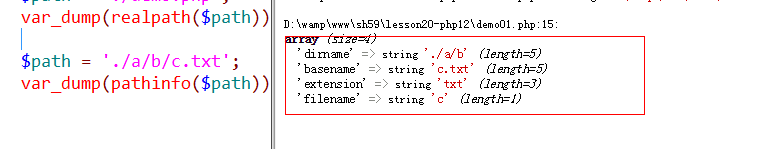 var_dump(realpath($path))
$path = './a/b/c.txt';
var_dump(pathinfo($path))
D:\wamp\www\sh59\lesson20-php12\demo01.php:15:
array (size=4)
'dirname' => string './a/b' (length=5)
'basename' => string 'c.txt' (length=5)
'extension' => string 'txt' (length=3)
'filename' => string 'c' (length=1)